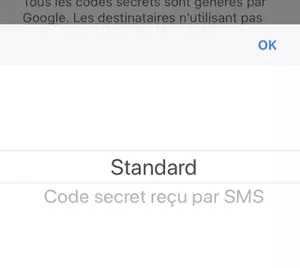 Tous les codes secrets sont générés par
Google. Les destinataires n'utilisant pas
OK
Standard
Code secret reçu par SMS